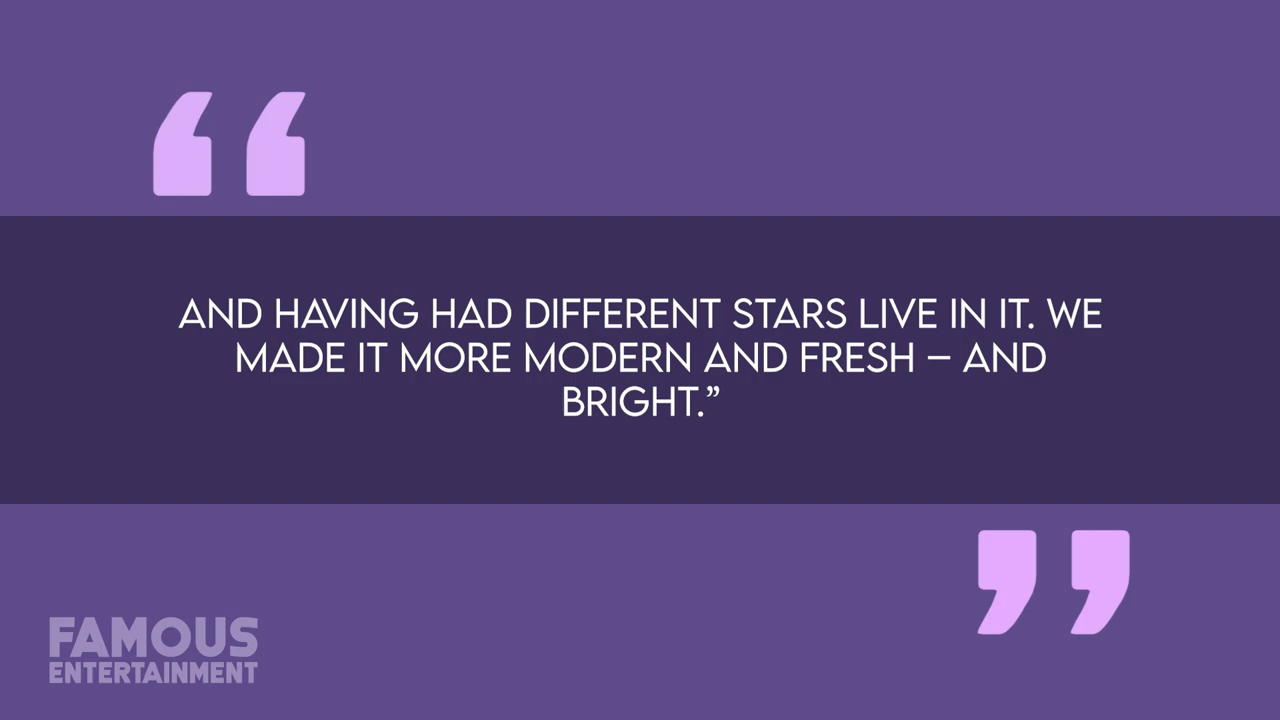 AND HAVING HAD DIFFERENT STARS LIVE IN IT. WE
MADE IT MORE MODERN AND FRESH – AND
BRIGHT.”
FAMOUS
ENTERTAINMENT